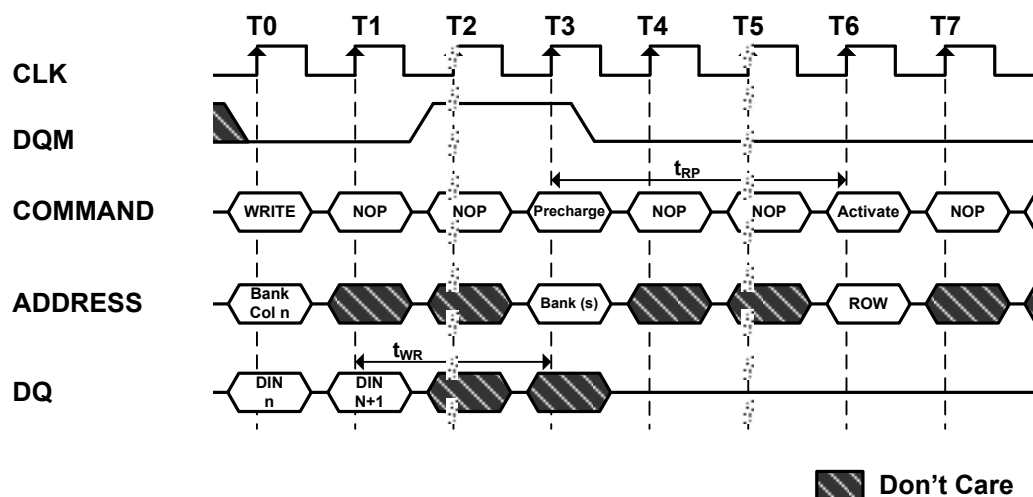 T0 T1 T2 T3 T4 T5 T6 T7
CLK
DQM
tRP
COMMAND WRITE NOP NOP Precharge NOP NOP Activate NOP
ADDRESS Bank Col n Bank (s) ROW
tWR
DQ DIN n DIN N+1
Don't Care